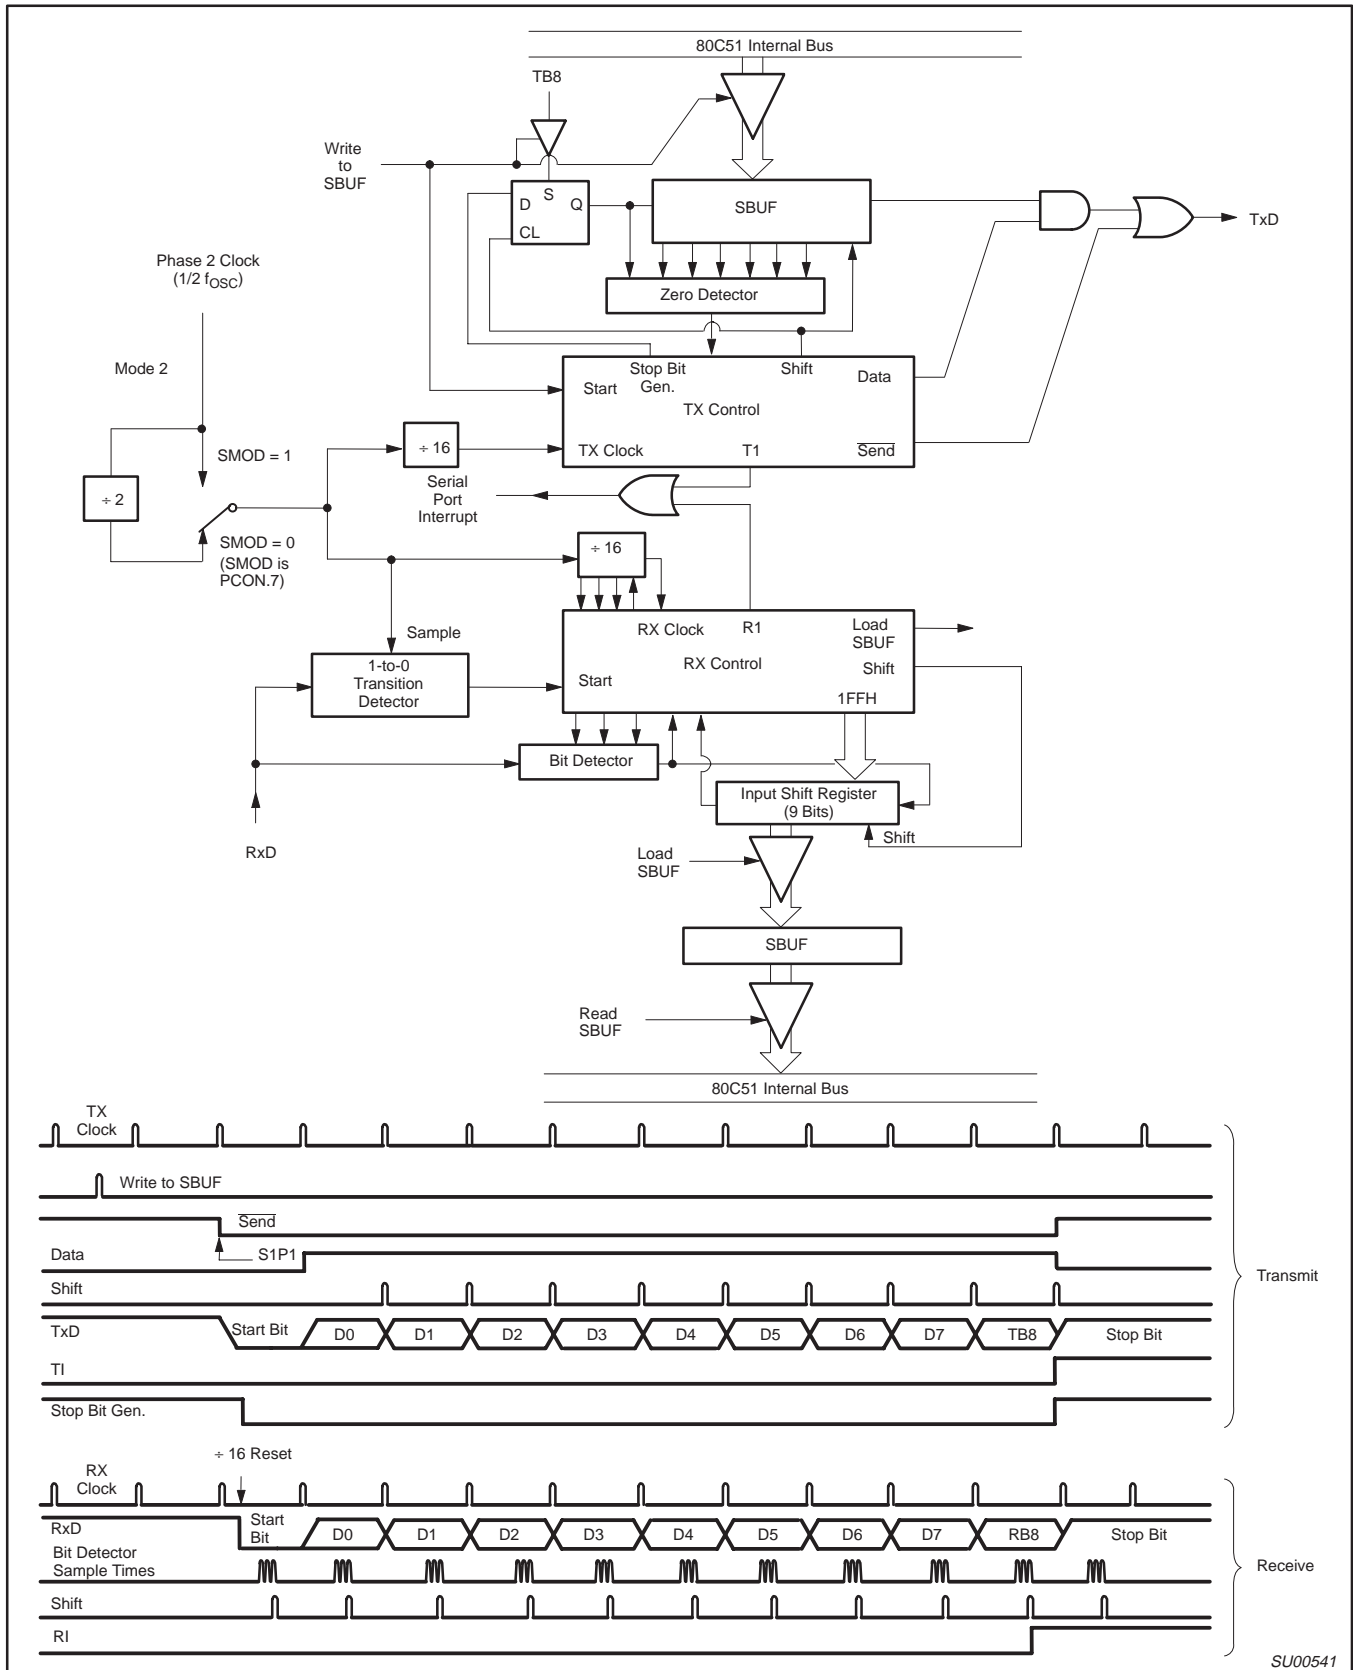 80C51 Internal Bus
TB8
Write
to
SBUF
S
D
Q
CL
SBUF
TxD
Phase 2 Clock
(1/2 fOSC)
Zero Detector
Mode 2
Stop Bit
Gen.
Shift
Data
Start
TX Control
÷ 16
TX Clock
T1
Send
SMOD = 1
÷ 2
Serial
Port
Interrupt
SMOD = 0
(SMOD is
PCON.7)
÷ 16
Sample
RX Clock
R1
Load
SBUF
RX Control
Shift
1-to-0
Transition
Detector
Start
1FFH
Bit Detector
Input Shift Register
(9 Bits)
Shift
RxD
Load
SBUF
SBUF
Read
SBUF
80C51 Internal Bus
TX
Clock
Write to SBUF
Send
Data
S1P1
Shift
Transmit
TxD
Start Bit
D0
D1
D2
D3
D4
D5
D6
D7
TB8
Stop Bit
TI
Stop Bit Gen.
÷ 16 Reset
RX
Clock
RxD
Start
Bit
D0
D1
D2
D3
D4
D5
D6
D7
RB8
Stop Bit
Bit Detector
Sample Times
Receive
Shift
RI
SU00541